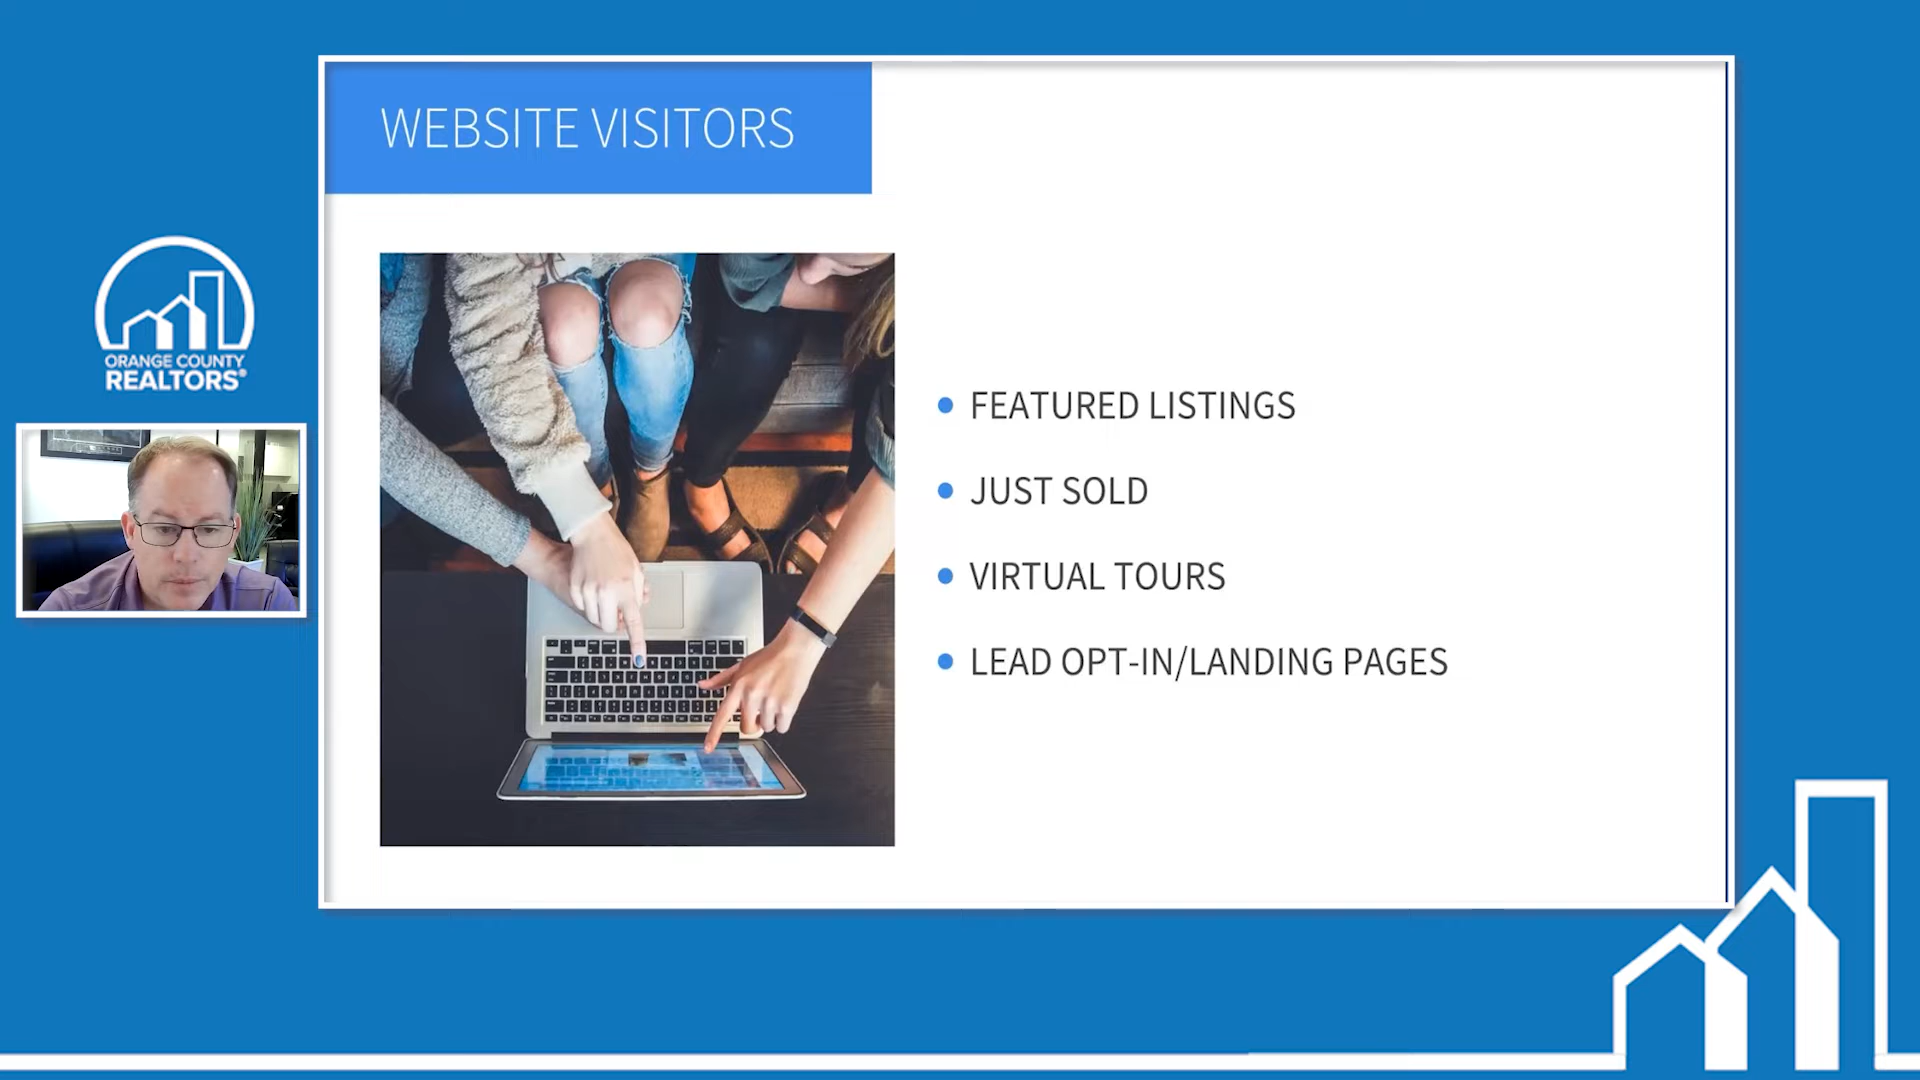 WEBSITE VISITORS
ORANGE COUNTY
REALTORS®
FEATURED LISTINGS
JUST SOLD
VIRTUAL TOURS
LEAD OPT-IN/LANDING PAGES